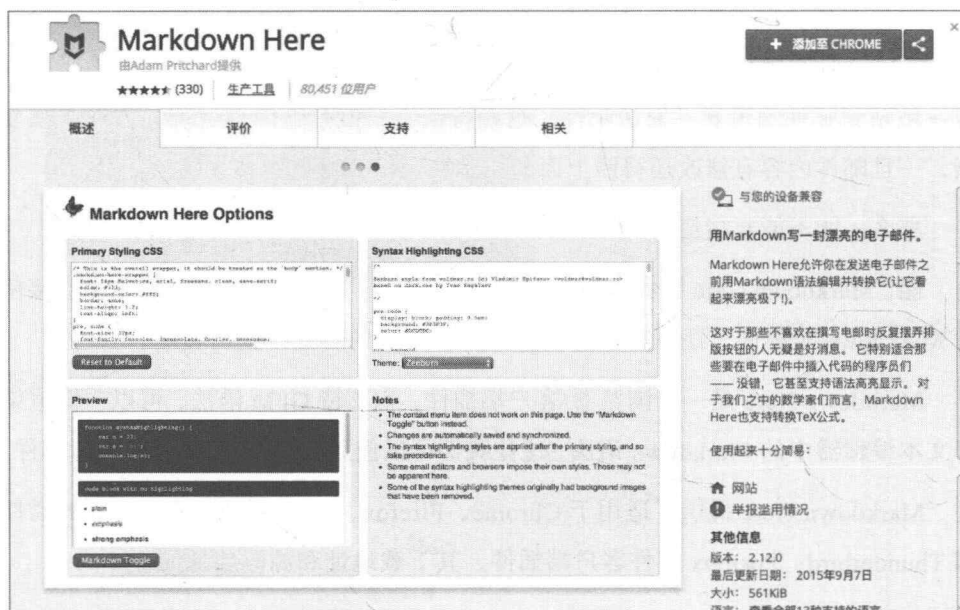 Markdown Here
由Adam Pritchard提供
(330)
生产工具
80,451 位用户
+ 添加至 CHROME
概述
评价
支持
相关
Markdown Here Options
Primary Styling CSS
Reset to Default
Syntax Highlighting CSS
Theme: Zenburn
Preview
code block with no highlighting
plain
emphasis
strong emphasis
Markdown Toggle
Notes
The context menu item does not work on this page. Use the "Markdown
Toggle" button instead.
Changes are automatically saved and synchronized.
The syntax highlighting styles are applied after the primary styling, and so
take precedence.
Some email editors and browsers impose their own styles. Those may not
be apparent here.
Some of the syntax highlighting themes originally had background images
that have been removed.
与您的设备兼容
用Markdown写一封漂亮的电子邮件。
Markdown Here允许你在发送电子邮件之
前用Markdown语法编辑并转换它(让它看
起来漂亮极了!)。
这对于那些不喜欢在撰写电邮时反复摆弄排
版按钮的人无疑是好消息。 它特别适合那
些要在电子邮件中插入代码的程序员们
—— 没错，它甚至支持语法高亮显示。 对
于我们之中的数学家们而言，Markdown
Here也支持转换TeX公式。
使用起来十分简易：
网站
举报滥用情况
其他信息
版本： 2.12.0
最后更新日期： 2015年9月7日
大小： 561KiB